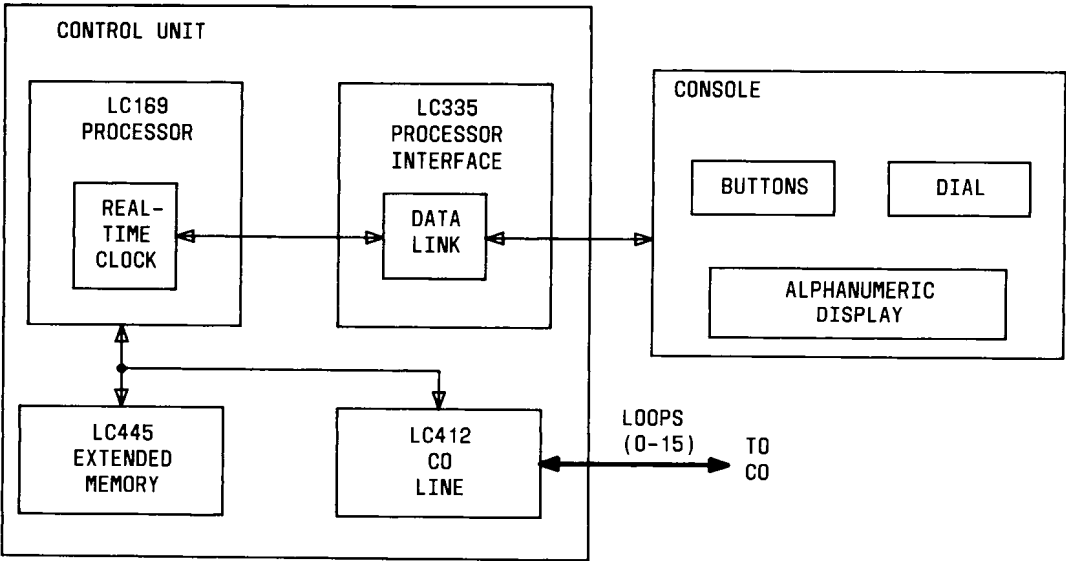 CONTROL UNIT
LC169
PROCESSOR
REAL-
TIME
CLOCK
LC335
PROCESSOR
INTERFACE
DATA
LINK
CONSOLE
BUTTONS
DIAL
ALPHANUMERIC
DISPLAY
LC445
EXTENDED
MEMORY
LC412
CO
LINE
LOOPS
(0-15)
TO
CO